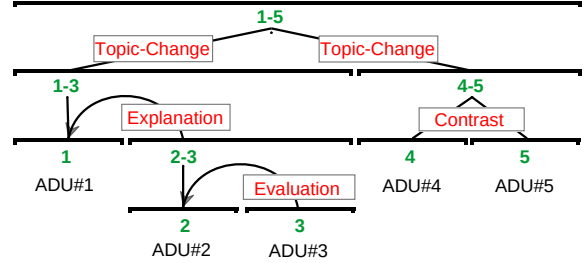 1-5
Topic-Change Topic-Change
1-3 4-5
Explanation Contrast
1 2-3 4 5
ADU#1 ADU#4 ADU#5
Evaluation
2 3
ADU#2 ADU#3